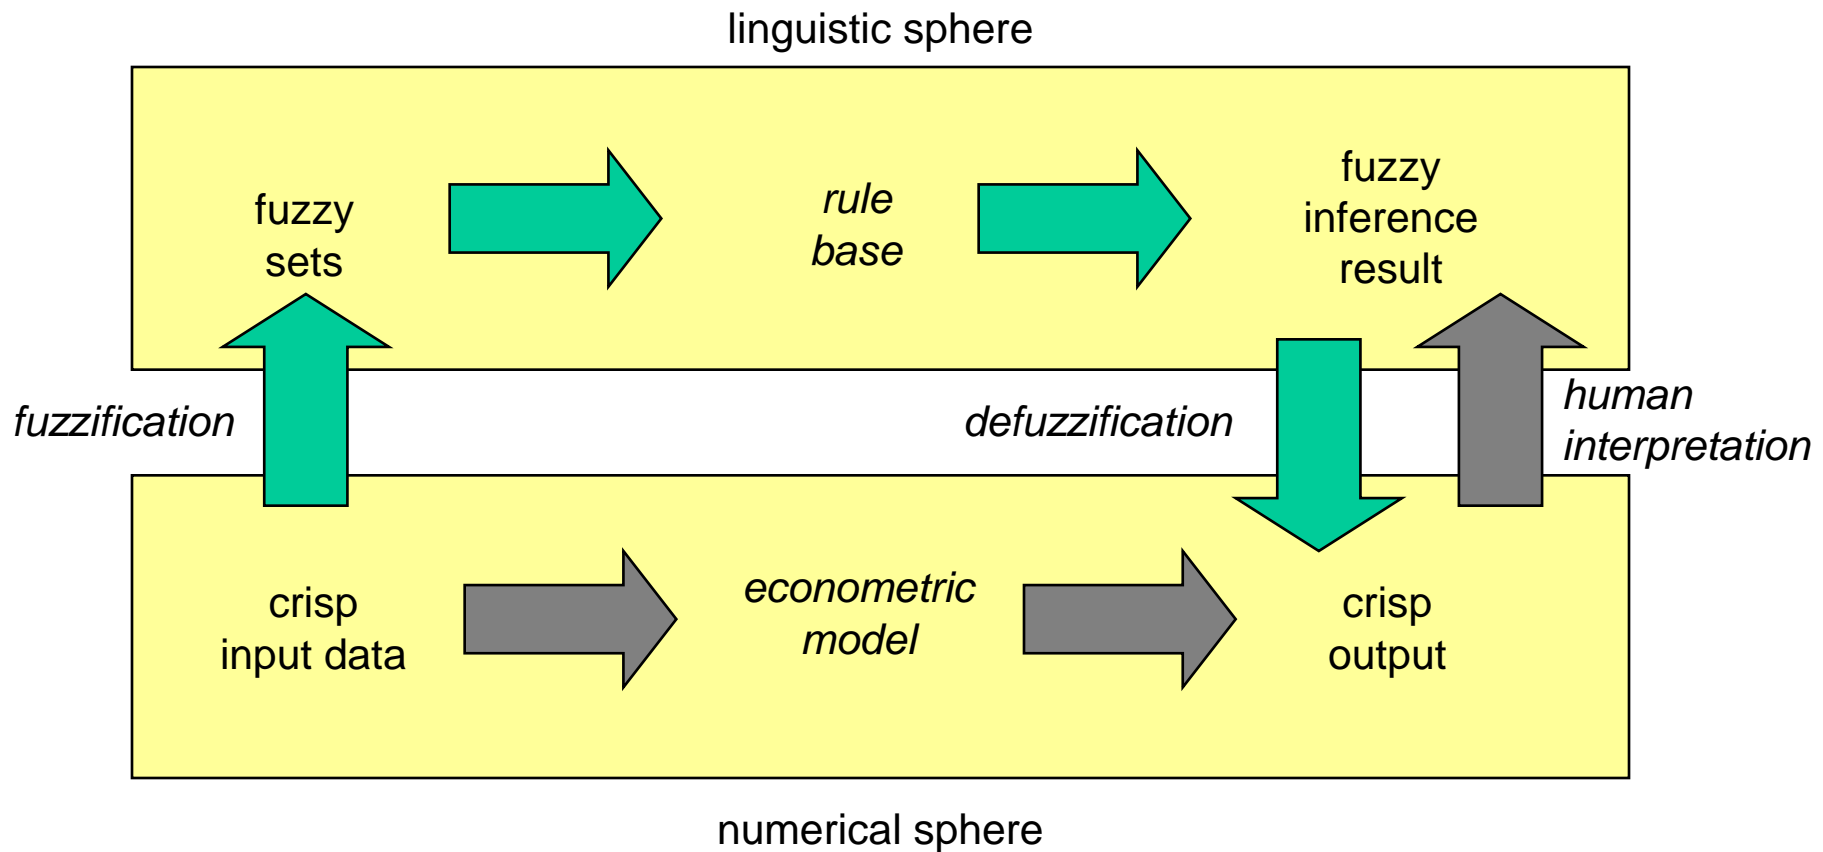 linguistic sphere
fuzzy
sets
rule
base
fuzzy
inference
result
fuzzification
defuzzification
human
interpretation
crisp
input data
econometric
model
crisp
output
numerical sphere